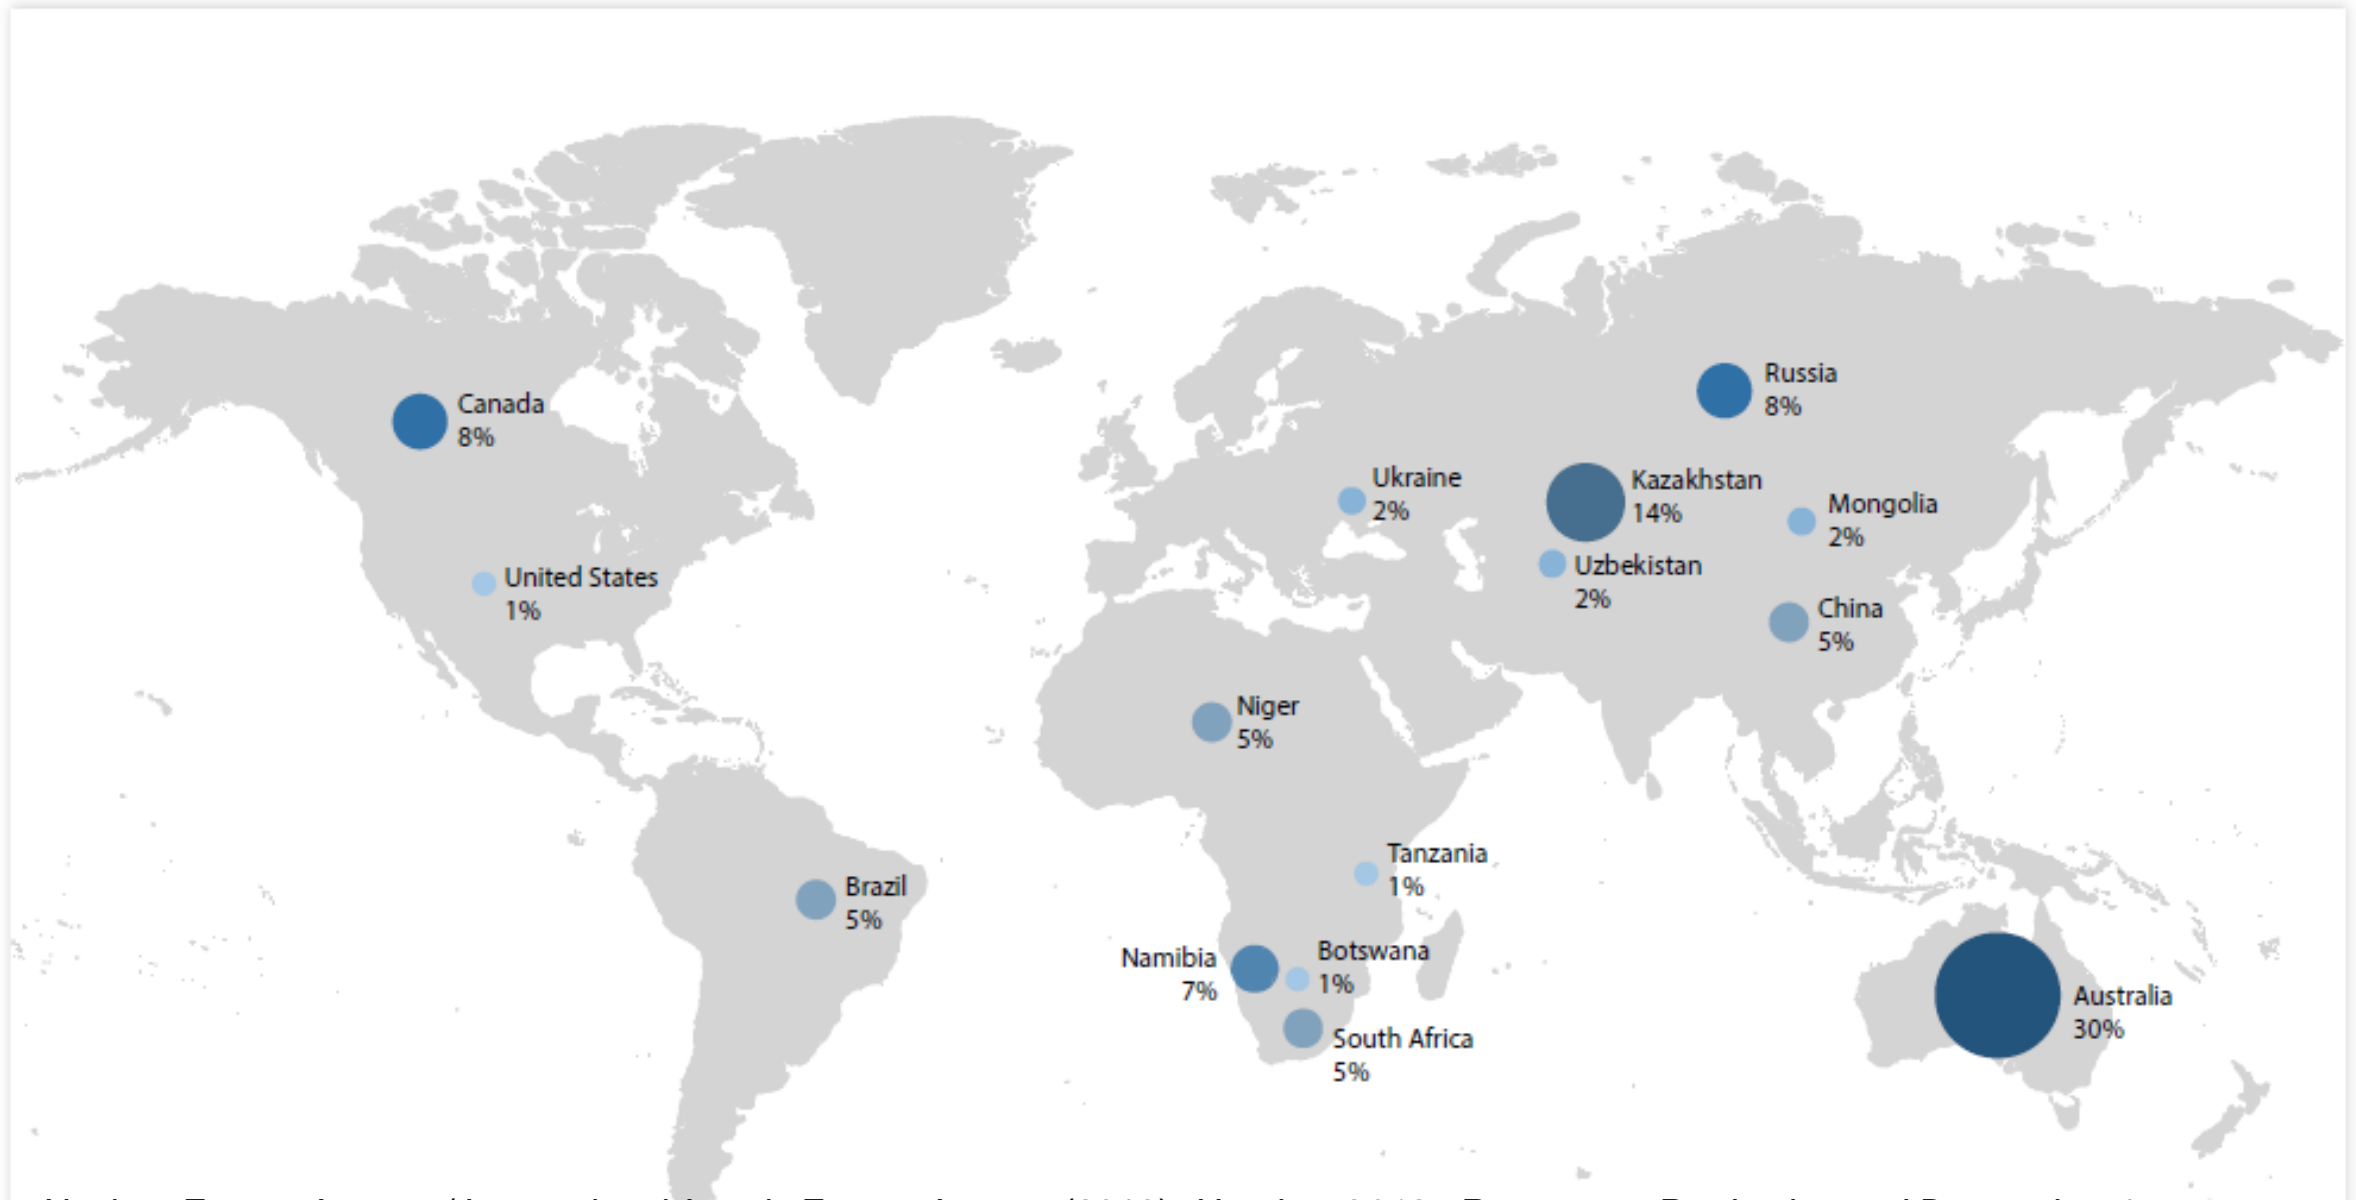 Canada
8%
Russia
8%
Ukraine
2%
Kazakhstan
14%
Mongolia
2%
Uzbekistan
2%
United States
1%
China
5%
Niger
5%
Tanzania
1%
Brazil
5%
Namibia
7%
Botswana
1%
South Africa
5%
Australia
30%